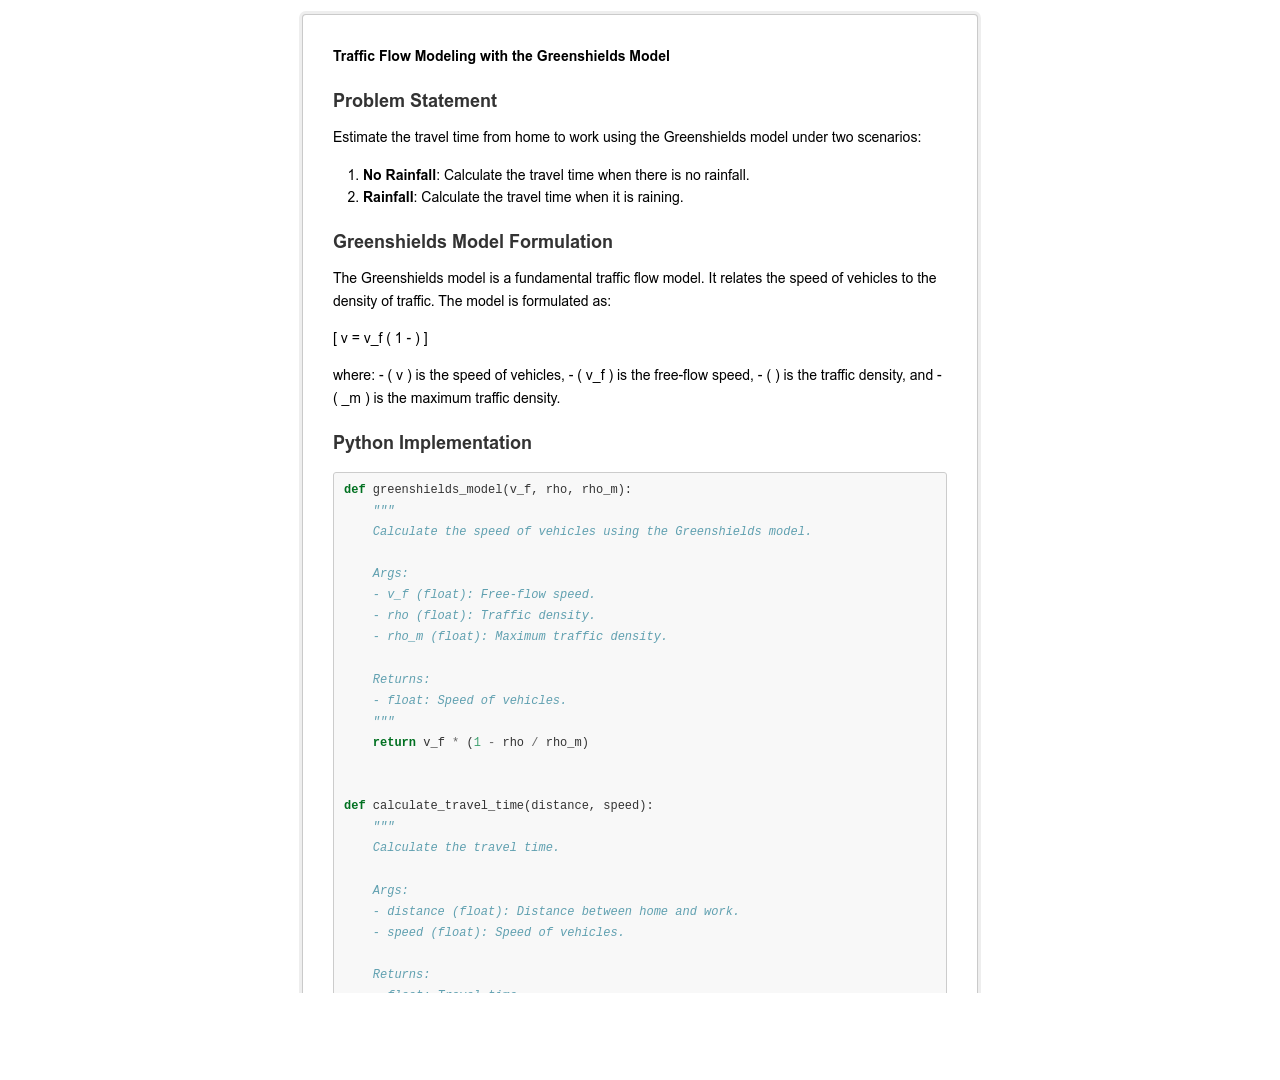 Traffic Flow Modeling with the Greenshields Model
Problem Statement
Estimate the travel time from home to work using the Greenshields model under two scenarios:
1. No Rainfall: Calculate the travel time when there is no rainfall.
2. Rainfall: Calculate the travel time when it is raining.
Greenshields Model Formulation
The Greenshields model is a fundamental traffic flow model. It relates the speed of vehicles to the
density of traffic. The model is formulated as:
[ v = v_f ( 1 - ) ]
where: - ( v ) is the speed of vehicles, - ( v_f ) is the free-flow speed, - ( ) is the traffic density, and -
( _m ) is the maximum traffic density.
Python Implementation
def greenshields_model(v_f, rho, rho_m):
    """
    Calculate the speed of vehicles using the Greenshields model.

    Args:
    - v_f (float): Free-flow speed.
    - rho (float): Traffic density.
    - rho_m (float): Maximum traffic density.

    Returns:
    - float: Speed of vehicles.
    """
    return v_f * (1 - rho / rho_m)


def calculate_travel_time(distance, speed):
    """
    Calculate the travel time.

    Args:
    - distance (float): Distance between home and work.
    - speed (float): Speed of vehicles.

    Returns:
    - float: Travel time.